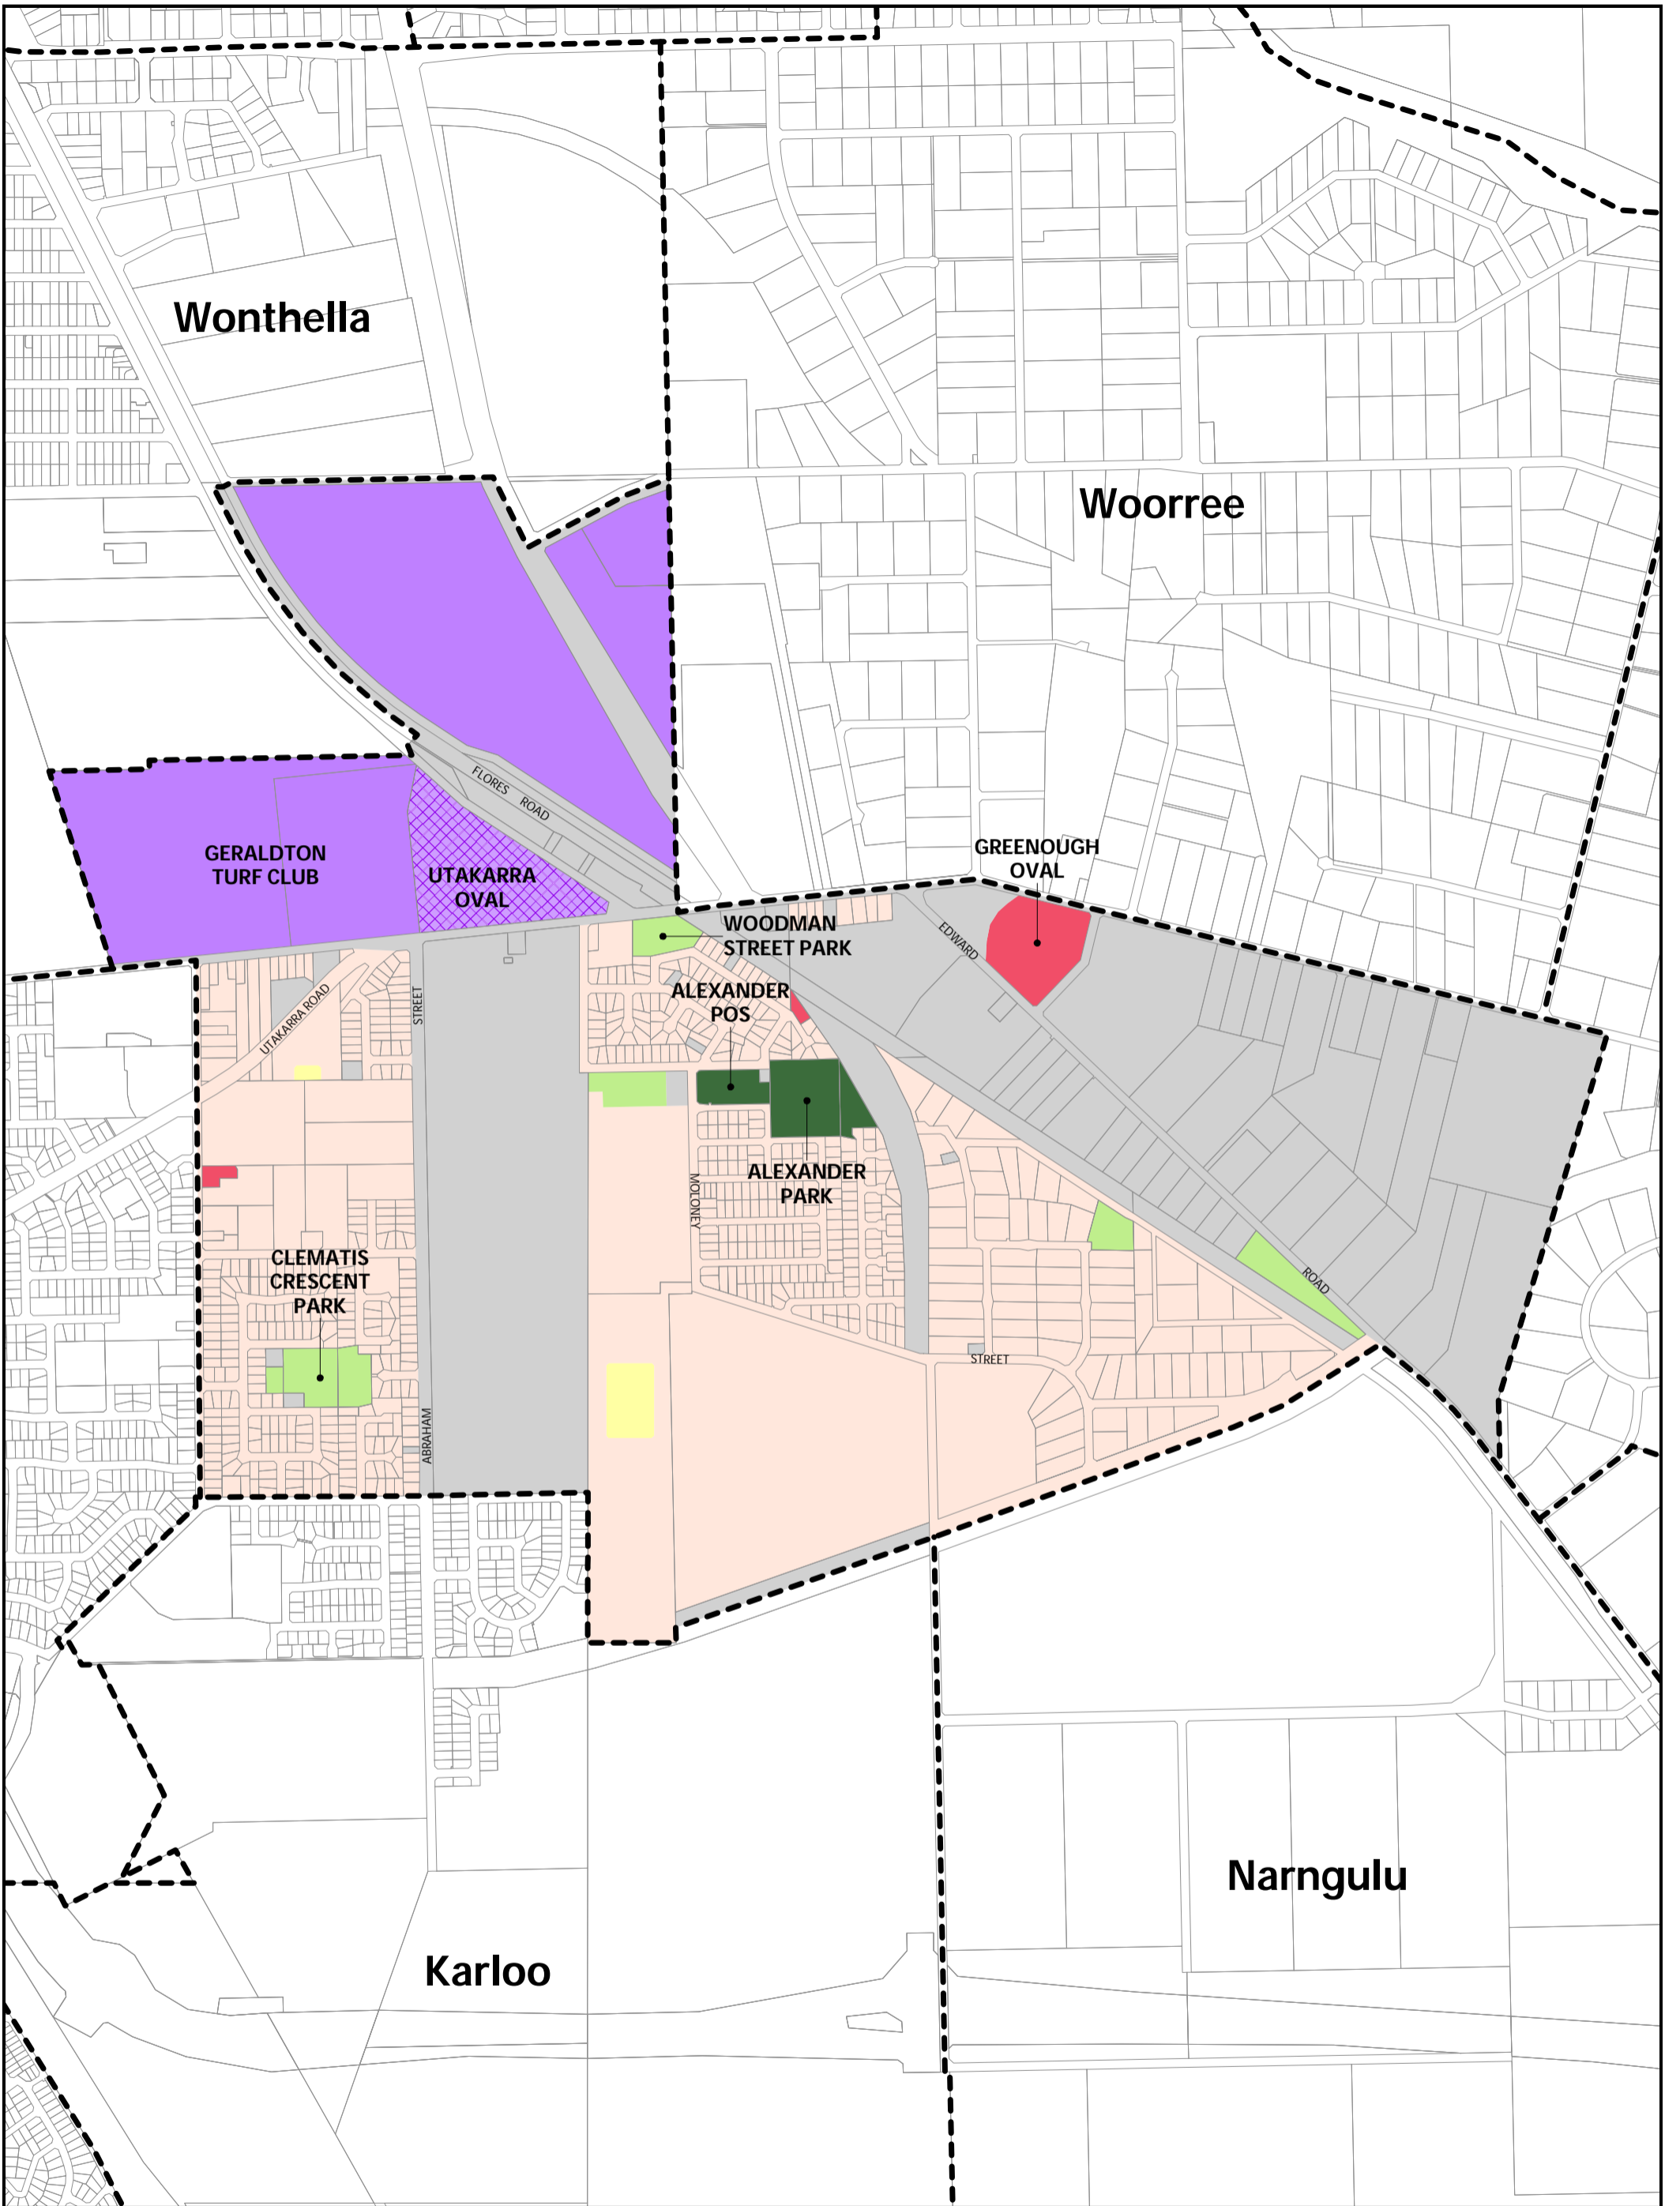 Wonthella
Woorree
FLORES ROAD
GERALDTON
TURF CLUB
UTAKARRA
OVAL
GREENOUGH
OVAL
WOODMAN
STREET PARK
EDWARD
ALEXANDER
POS
STREET
UTAKARRA ROAD
ALEXANDER
PARK
MOLONEY
CLEMATIS
CRESCENT
PARK
ROAD
STREET
ABRAHAM
Narngulu
Karloo